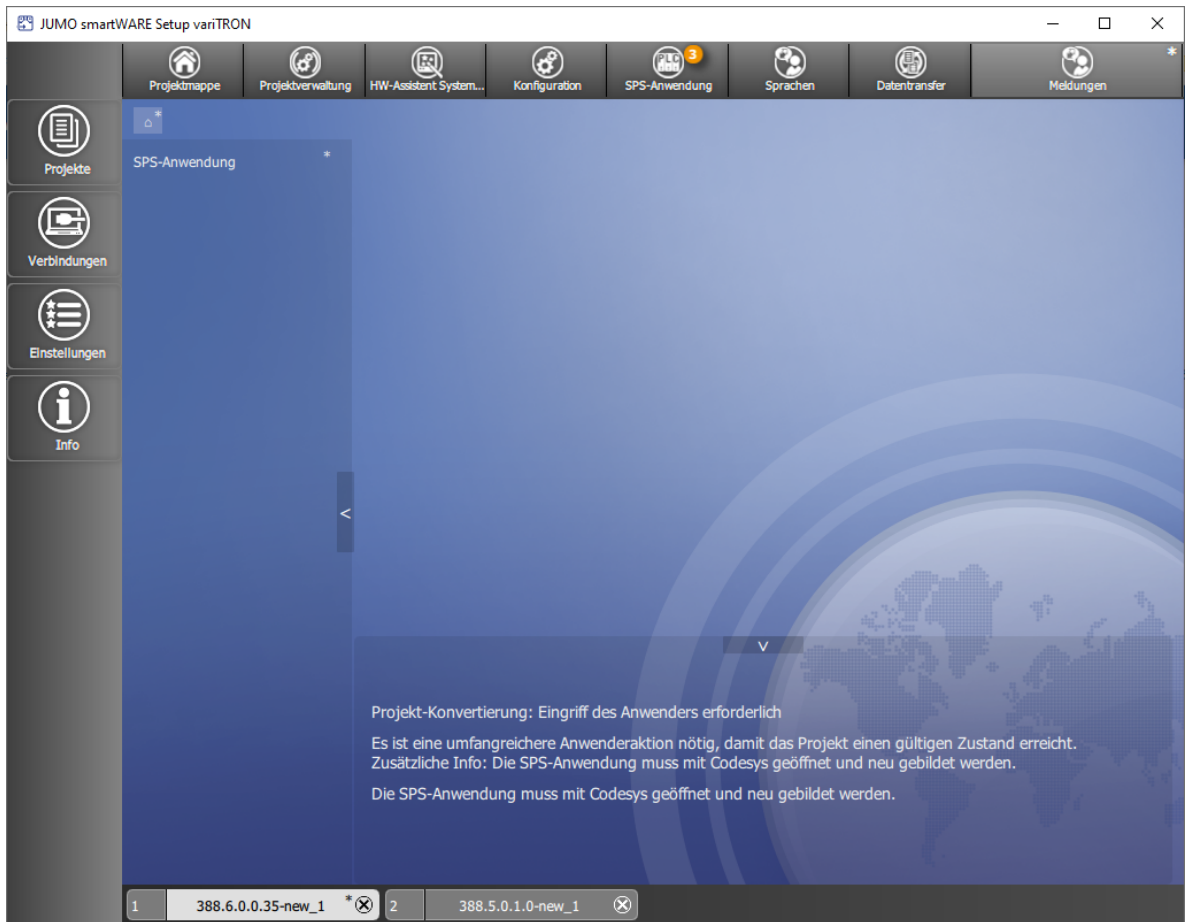 JUMO smartWARE Setup variTRON
Projektmappe
Projektverwaltung
HW-Assistent System...
Konfiguration
PLC
3
SPS-Anwendung
Sprachen
Datentransfer
Meldungen
*
Projekte
Verbindungen
Einstellungen
Info
*
SPS-Anwendung *
<
v
Projekt-Konvertierung: Eingriff des Anwenders erforderlich
Es ist eine umfangreichere Anwenderaktion nötig, damit das Projekt einen gültigen Zustand erreicht.
Zusätzliche Info: Die SPS-Anwendung muss mit Codesys geöffnet und neu gebildet werden.
Die SPS-Anwendung muss mit Codesys geöffnet und neu gebildet werden.
1 388.6.0.0.35-new_1 *
2 388.5.0.1.0-new_1